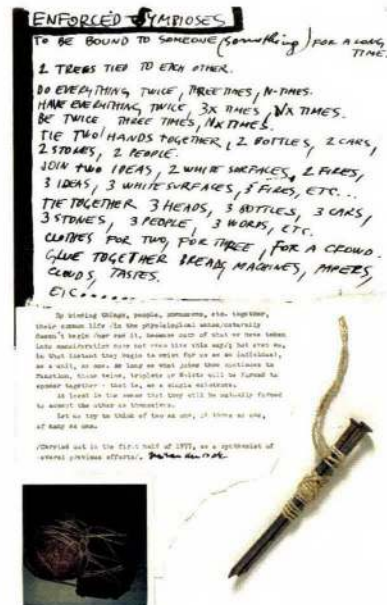 ENFORCED SYMPIOSES
TO BE BOUND TO SOMEONE (something) FOR A LONG
TIME.
2 TREES TIED TO EACH OTHER.
DO EVERYTHING TWICE, THREE TIMES, N-TIMES.
HAVE EVERYTHING TWICE, 3X TIMES, NX TIMES.
BE TWICE THREE TIMES, NX TIMES.
TIE TWO HANDS TOGETHER, 2 BOTTLES, 2 CARS,
2 STONES, 2 PEOPLE.
JOIN TWO IDEAS, 2 WHITE SURFACES, 2 FIRES,
3 IDEAS, 3 WHITE SURFACES, 3 FIRES, ETC...
TIE TOGETHER 3 HEADS, 3 BOTTLES, 3 CARS,
3 STONES, 3 PEOPLE, 3 WORDS, ETC.
CLOTHES FOR TWO, FOR THREE, FOR A CROWD.
GLUE TOGETHER BREADS, MACHINES, PAPERS,
CLOUDS, TASTES.
ETC.......
By binding things, people, together,
their common life /in the physiological sense/naturally
doesn't begin because each of
in that instant they begin to exist for us as an individual,
as a unit, as one. As long as what joins them continues to
function, these twins, triplets or N-lets will be forced to
appear together - that is, as a single substance.
At least in the sense that they will be mutually forced
to accept the other as themselves.
Let us try to think of two as one, of three as one,
of many as one.
/Carried out in the first half of 1977, as a synthesist of
several previous efforts/.